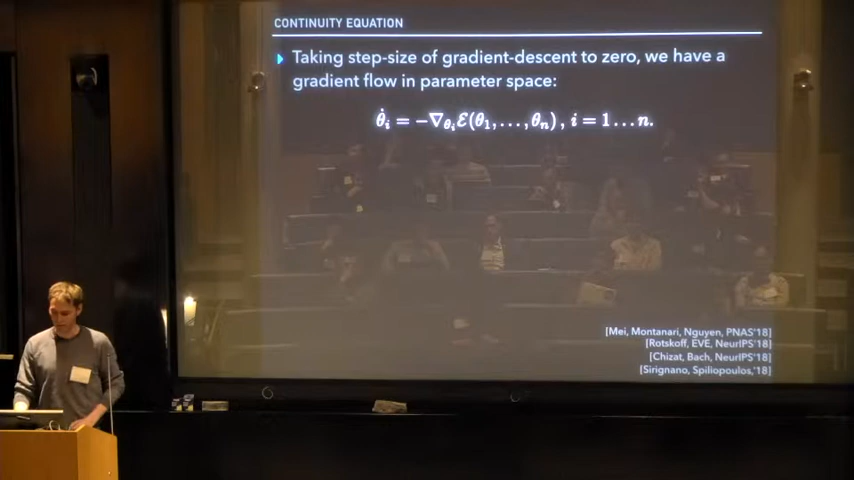 CONTINUITY EQUATION
Taking step-size of gradient-descent to zero, we have a
gradient flow in parameter space:
θ̇ᵢ = −∇_θᵢ ℰ(θ₁, …, θₙ), i = 1 … n.
[Mei, Montanari, Nguyen, PNAS'18]
[Rotskoff, EVE, NeurIPS'18]
[Chizat, Bach, NeurIPS'18]
[Sirignano, Spiliopoulos,'18]